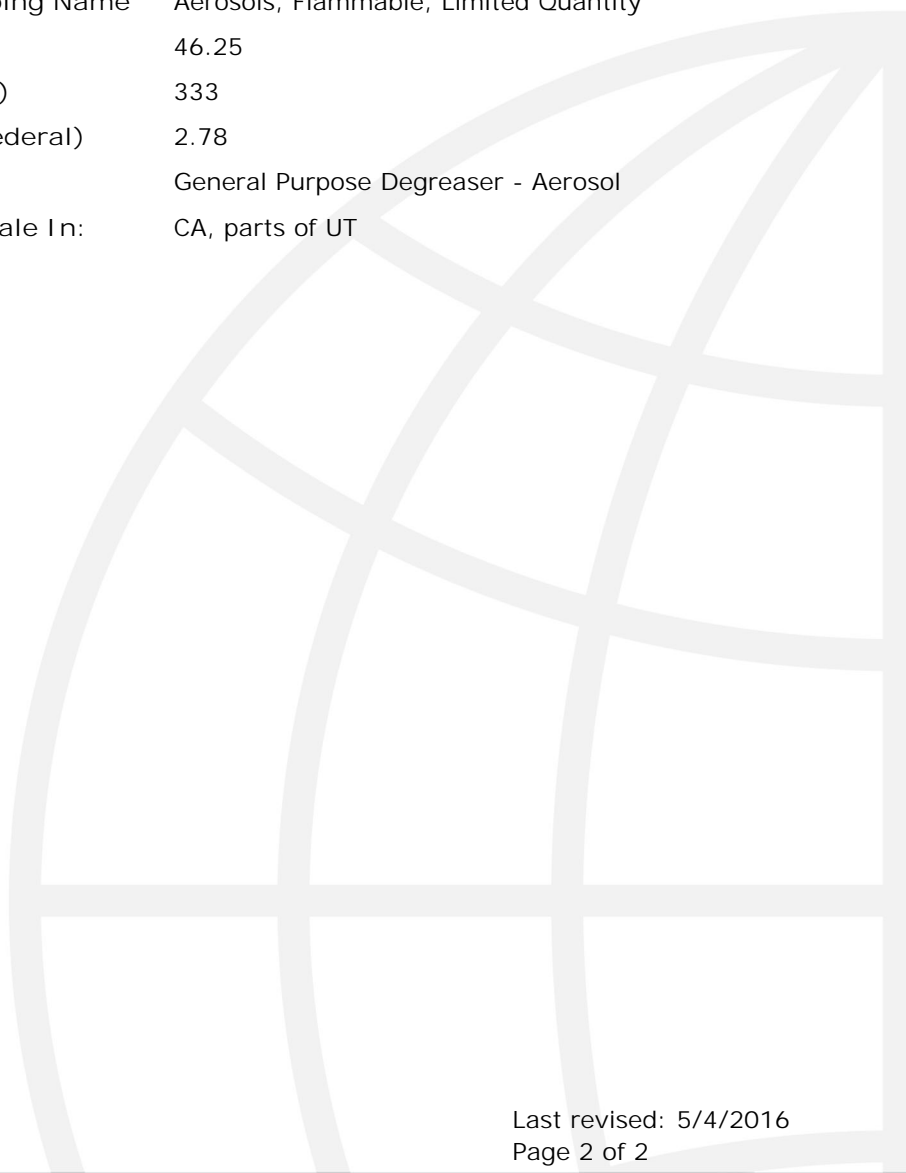 ping Name Aerosols, Flammable, Limited Quantity
46.25
) 333
ederal) 2.78
General Purpose Degreaser - Aerosol
ale In: CA, parts of UT
Last revised: 5/4/2016
Page 2 of 2